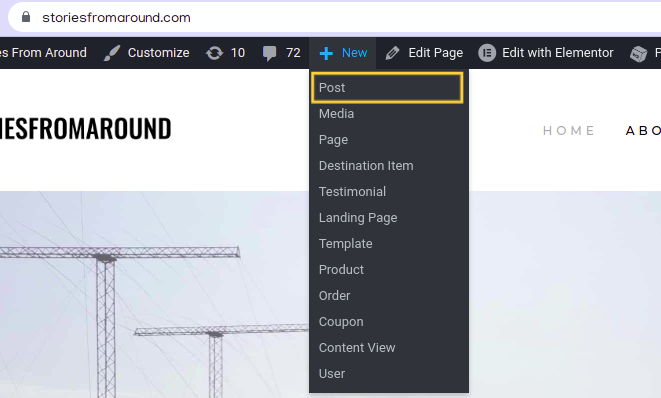 storiesfromaround.com
es From Around Customize 10 72 New Edit Page Edit with Elementor P
Post
Media
Page
Destination Item
Testimonial
Landing Page
Template
Product
Order
Coupon
Content View
User
IESFROMAROUND
HOME ABO